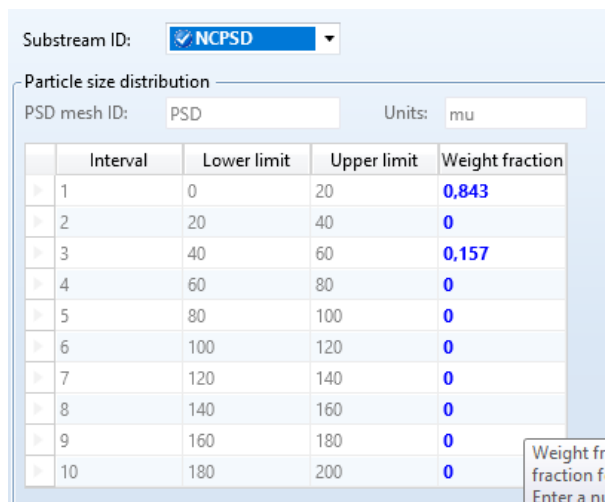 Substream ID: NCPSD
Particle size distribution
PSD mesh ID: PSD Units: mu
Interval Lower limit Upper limit Weight fraction
1 0 20 0,843
2 20 40 0
3 40 60 0,157
4 60 80 0
5 80 100 0
6 100 120 0
7 120 140 0
8 140 160 0
9 160 180 0
10 180 200 0
Weight fr
fraction f
Enter a nu